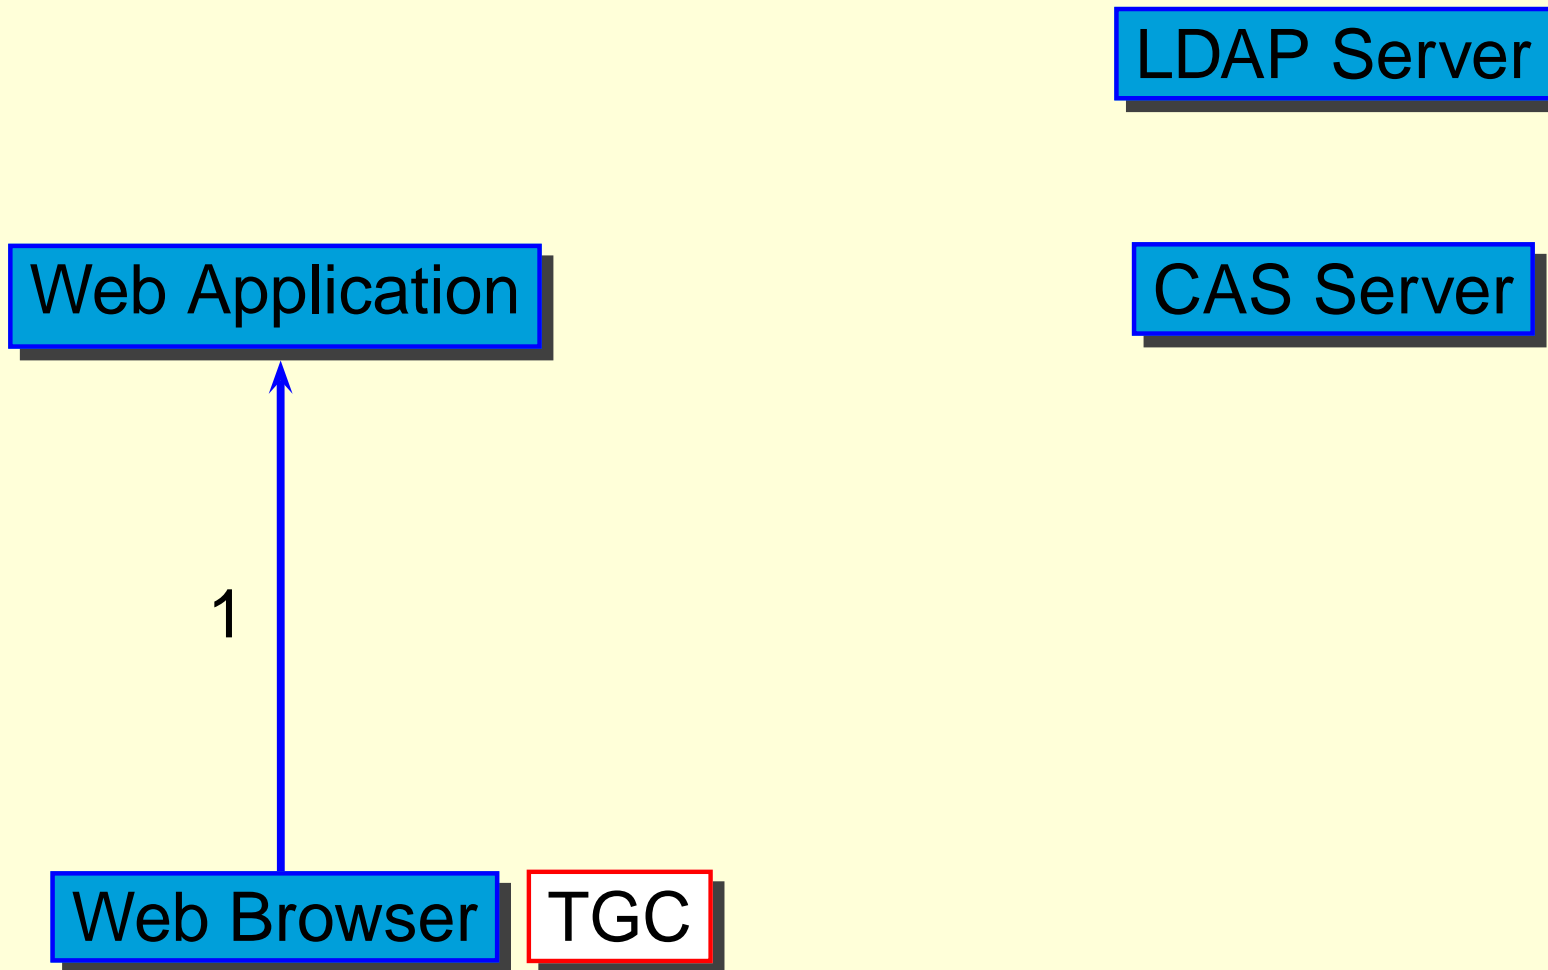 LDAP Server
Web Application
CAS Server
1
Web Browser
TGC